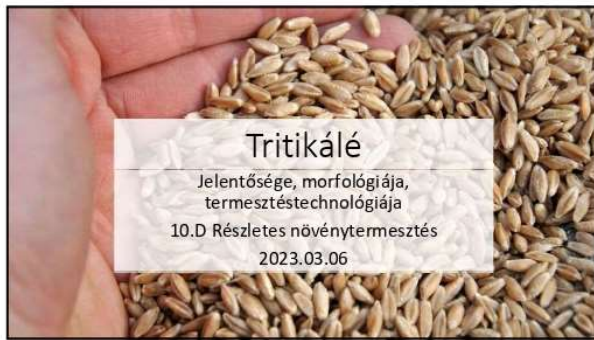 Tritikálé
Jelentősége, morfológiája,
termesztéstechnológiája
10.D Részletes növénytermesztés
2023.03.06